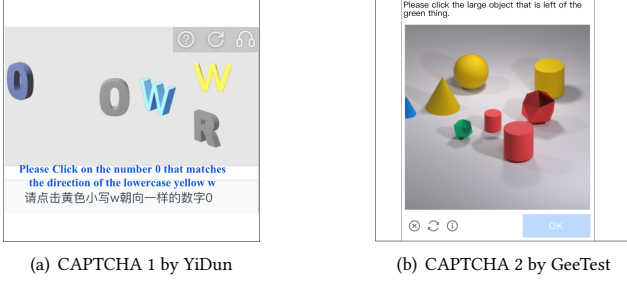 Please click the large object that is left of the
green thing.
O
O
W
W
R
Please Click on the number 0 that matches
the direction of the lowercase yellow w
请点击黄色小写w朝向一样的数字0
OK
(a) CAPTCHA 1 by YiDun
(b) CAPTCHA 2 by GeeTest